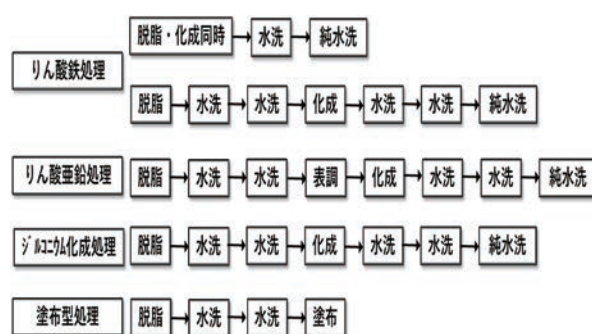 脱脂・化成同時 水洗 純水洗
りん酸鉄処理
脱脂 水洗 水洗 化成 水洗 水洗 純水洗
りん酸亜鉛処理 脱脂 水洗 水洗 表調 化成 水洗 水洗 純水洗
ジルコニウム化成処理 脱脂 水洗 水洗 化成 水洗 水洗 純水洗
塗布型処理 脱脂 水洗 水洗 塗布